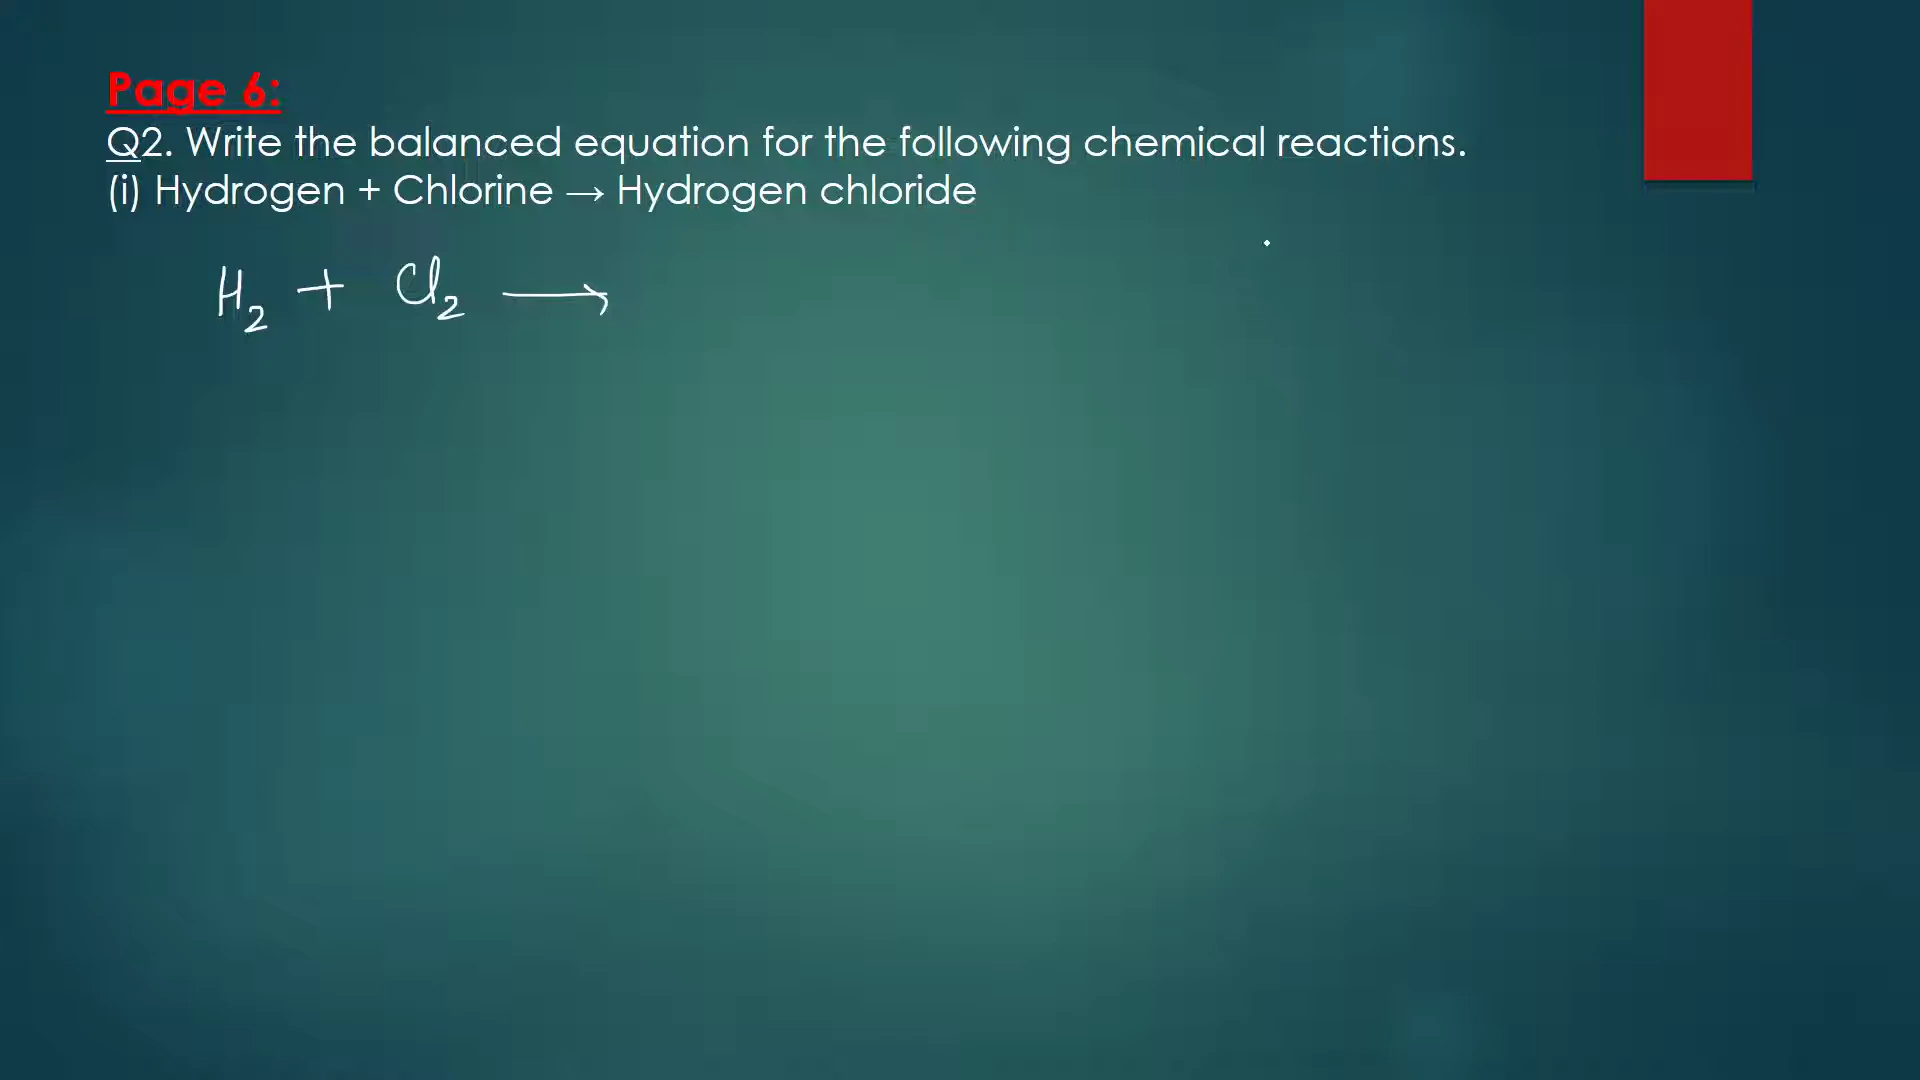 Page 6:
Q2. Write the balanced equation for the following chemical reactions.
(i) Hydrogen + Chlorine → Hydrogen chloride
H₂ + Cl₂ ⟶